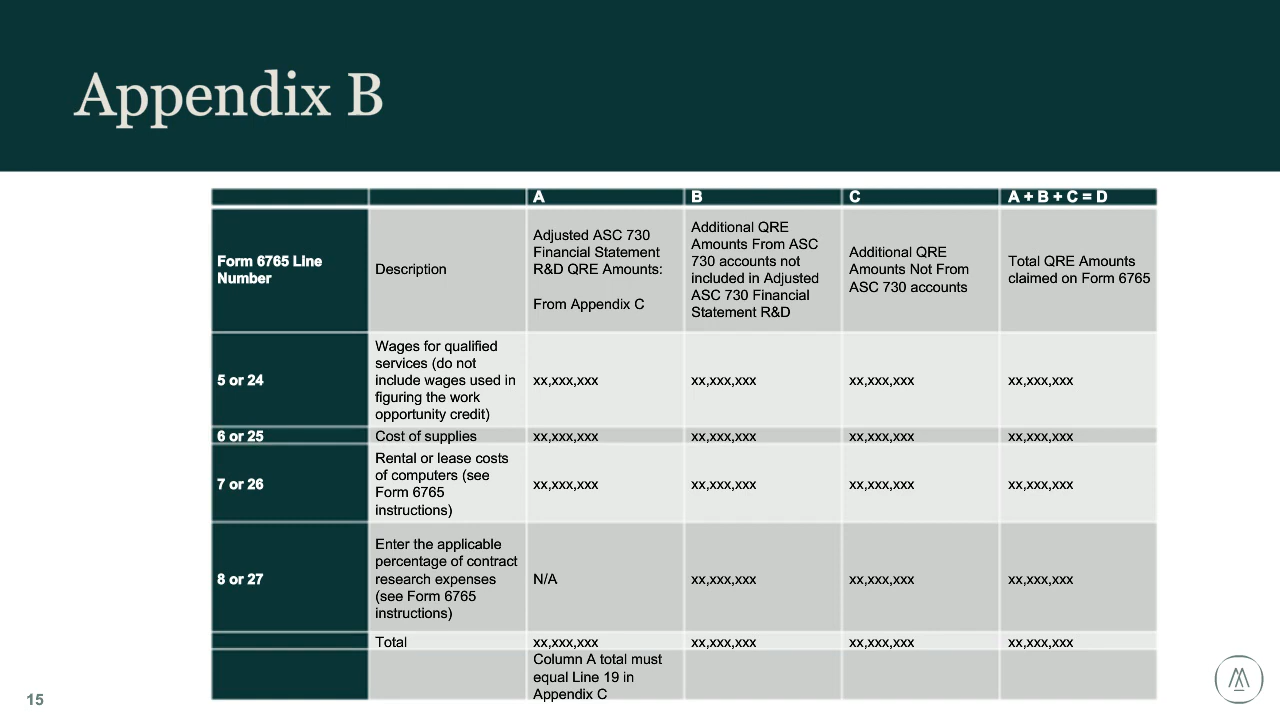 Appendix B
A
B
C
A + B + C = D
Form 6765 Line
Number
Description
Adjusted ASC 730
Financial Statement
R&D QRE Amounts:
From Appendix C
Additional QRE
Amounts From ASC
730 accounts not
included in Adjusted
ASC 730 Financial
Statement R&D
Additional QRE
Amounts Not From
ASC 730 accounts
Total QRE Amounts
claimed on Form 6765
5 or 24
Wages for qualified
services (do not
include wages used in
figuring the work
opportunity credit)
xx,xxx,xxx
xx,xxx,xxx
xx,xxx,xxx
xx,xxx,xxx
6 or 25
Cost of supplies
xx,xxx,xxx
xx,xxx,xxx
xx,xxx,xxx
xx,xxx,xxx
7 or 26
Rental or lease costs
of computers (see
Form 6765
instructions)
xx,xxx,xxx
xx,xxx,xxx
xx,xxx,xxx
xx,xxx,xxx
8 or 27
Enter the applicable
percentage of contract
research expenses
(see Form 6765
instructions)
N/A
xx,xxx,xxx
xx,xxx,xxx
xx,xxx,xxx
Total
xx,xxx,xxx
xx,xxx,xxx
xx,xxx,xxx
xx,xxx,xxx
Column A total must
equal Line 19 in
Appendix C
15